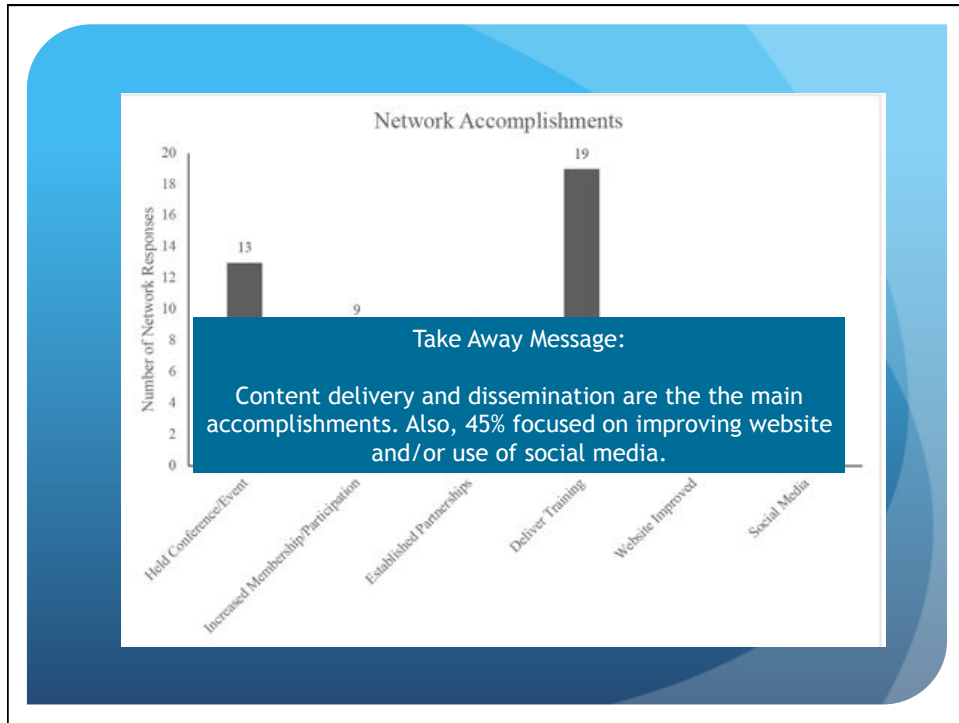 Network Accomplishments
20
18
16
14
12
10
8
6
4
2
0
Number of Network Responses
13
9
19
Take Away Message:
Content delivery and dissemination are the the main
accomplishments. Also, 45% focused on improving website
and/or use of social media.
Held Conference/Event
Increased Membership/Participation
Established Partnerships
Deliver Training
Website Improved
Social Media